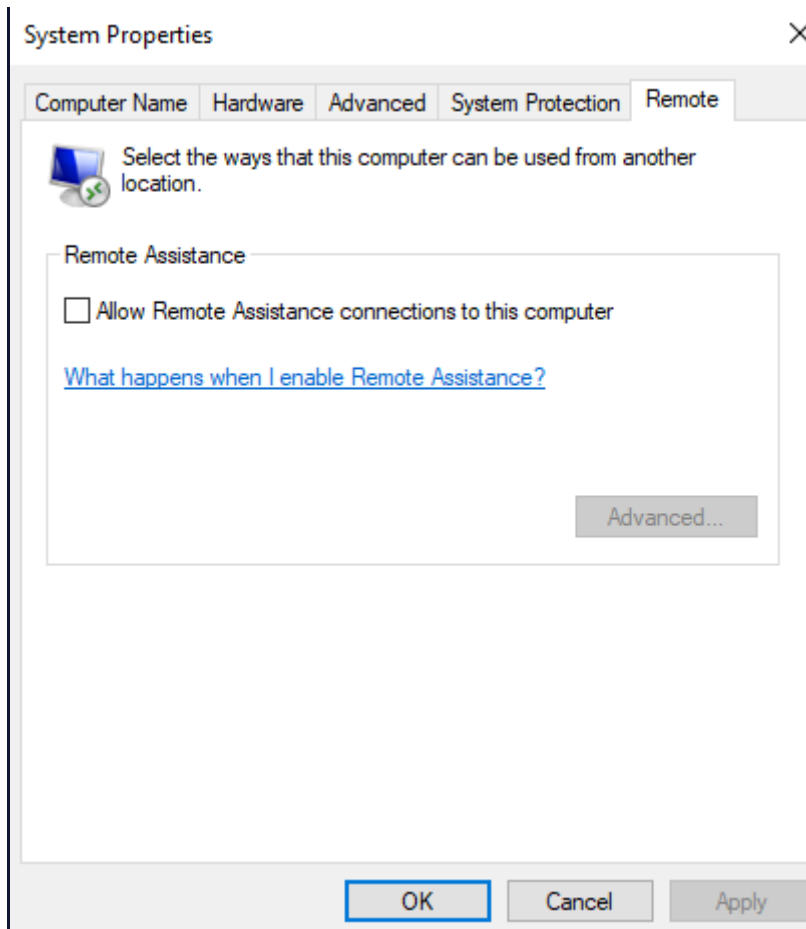 System Properties
Computer Name Hardware Advanced System Protection Remote
Select the ways that this computer can be used from another
location.
Remote Assistance
Allow Remote Assistance connections to this computer
What happens when I enable Remote Assistance?
Advanced...
OK Cancel Apply